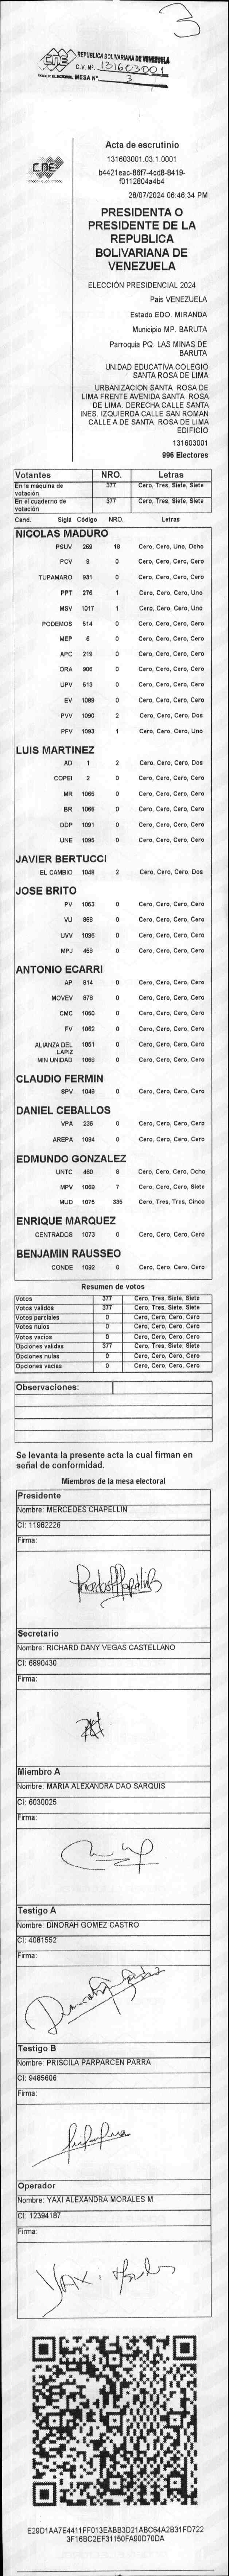 3
CNE REPUBLICA BOLIVARIANA DE VENEZUELA
C.V. Nº. 131603001
PODER ELECTORAL MESA Nº 3
Acta de escrutinio
CNE
131603001.03.1.0001
b4421eac-86f7-4cd8-8419-
f0112804a4b4
28/07/2024 06:46:34 PM
PRESIDENTA O
PRESIDENTE DE LA
REPUBLICA
BOLIVARIANA DE
VENEZUELA
ELECCIÓN PRESIDENCIAL 2024
Pais VENEZUELA
Estado EDO. MIRANDA
Municipio MP. BARUTA
Parroquia PQ. LAS MINAS DE
BARUTA
UNIDAD EDUCATIVA COLEGIO
SANTA ROSA DE LIMA
URBANIZACIÓN SANTA ROSA DE
LIMA FRENTE AVENIDA SANTA ROSA
DE LIMA. DERECHA CALLE SANTA
INES. IZQUIERDA CALLE SAN ROMAN
CALLE A DE SANTA ROSA DE LIMA
EDIFICIO
131603001
996 Electores
Votantes NRO. Letras
En la máquina de votación 377 Cero, Tres, Siete, Siete
En el cuaderno de votación 377 Cero, Tres, Siete, Siete
Cand. Sigla Código NRO. Letras
NICOLAS MADURO
PSUV 269 18 Cero, Cero, Uno, Ocho
PCV 9 0 Cero, Cero, Cero, Cero
TUPAMARO 931 0 Cero, Cero, Cero, Cero
PPT 276 1 Cero, Cero, Cero, Uno
MSV 1017 1 Cero, Cero, Cero, Uno
PODEMOS 514 0 Cero, Cero, Cero, Cero
MEP 6 0 Cero, Cero, Cero, Cero
APC 219 0 Cero, Cero, Cero, Cero
ORA 906 0 Cero, Cero, Cero, Cero
UPV 513 0 Cero, Cero, Cero, Cero
EV 1089 0 Cero, Cero, Cero, Cero
PVV 1090 2 Cero, Cero, Cero, Dos
PFV 1093 1 Cero, Cero, Cero, Uno
LUIS MARTINEZ
AD 1 2 Cero, Cero, Cero, Dos
COPEI 2 0 Cero, Cero, Cero, Cero
MR 1065 0 Cero, Cero, Cero, Cero
BR 1066 0 Cero, Cero, Cero, Cero
DDP 1091 0 Cero, Cero, Cero, Cero
UNE 1095 0 Cero, Cero, Cero, Cero
JAVIER BERTUCCI
EL CAMBIO 1048 2 Cero, Cero, Cero, Dos
JOSE BRITO
PV 1053 0 Cero, Cero, Cero, Cero
VU 868 0 Cero, Cero, Cero, Cero
UVV 1096 0 Cero, Cero, Cero, Cero
MPJ 458 0 Cero, Cero, Cero, Cero
ANTONIO ECARRI
AP 814 0 Cero, Cero, Cero, Cero
MOVEV 878 0 Cero, Cero, Cero, Cero
CMC 1060 0 Cero, Cero, Cero, Cero
FV 1062 0 Cero, Cero, Cero, Cero
ALIANZA DEL LAPIZ 1051 0 Cero, Cero, Cero, Cero
MIN UNIDAD 1068 0 Cero, Cero, Cero, Cero
CLAUDIO FERMIN
SPV 1049 0 Cero, Cero, Cero, Cero
DANIEL CEBALLOS
VPA 236 0 Cero, Cero, Cero, Cero
AREPA 1094 0 Cero, Cero, Cero, Cero
EDMUNDO GONZALEZ
UNTC 460 8 Cero, Cero, Cero, Ocho
MPV 1069 7 Cero, Cero, Cero, Siete
MUD 1075 335 Cero, Tres, Tres, Cinco
ENRIQUE MARQUEZ
CENTRADOS 1073 0 Cero, Cero, Cero, Cero
BENJAMIN RAUSSEO
CONDE 1092 0 Cero, Cero, Cero, Cero
Resumen de votos
Votos 377 Cero, Tres, Siete, Siete
Votos válidos 377 Cero, Tres, Siete, Siete
Votos parciales 0 Cero, Cero, Cero, Cero
Votos nulos 0 Cero, Cero, Cero, Cero
Votos vacios 0 Cero, Cero, Cero, Cero
Opciones validas 377 Cero, Tres, Siete, Siete
Opciones nulas 0 Cero, Cero, Cero, Cero
Opciones vacias 0 Cero, Cero, Cero, Cero
Observaciones:
Se levanta la presente acta la cual firman en
señal de conformidad.
Miembros de la mesa electoral
Presidente
Nombre: MERCEDES CHAPELLIN
CI: 11982226
Firma:
Secretario
Nombre: RICHARD DANY VEGAS CASTELLANO
CI: 6890430
Firma:
Miembro A
Nombre: MARIA ALEXANDRA DAO SARQUIS
CI: 6030025
Firma:
Testigo A
Nombre: DINORAH GOMEZ CASTRO
CI: 4081552
Firma:
Testigo B
Nombre: PRISCILA PARPARCEN PARRA
CI: 9485606
Firma:
Operador
Nombre: YAXI ALEXANDRA MORALES M
CI: 12394187
Firma:
E29D1AA7E4411FF013EABB3D21ABC64A2B31FD722
3F16BC2EF31150FA90D70DA